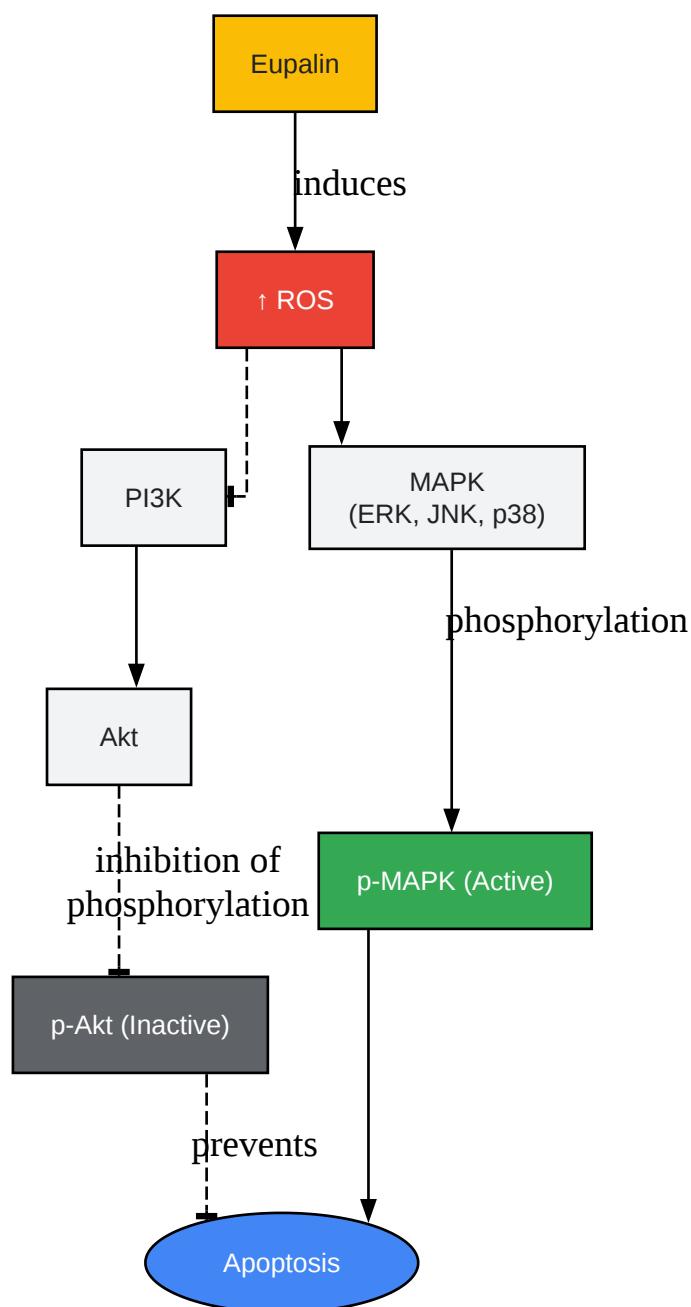 Eupalin
induces
↑ ROS
PI3K
MAPK
(ERK, JNK, p38)
phosphorylation
Akt
inhibition of
phosphorylation
p-MAPK (Active)
p-Akt (Inactive)
prevents
Apoptosis